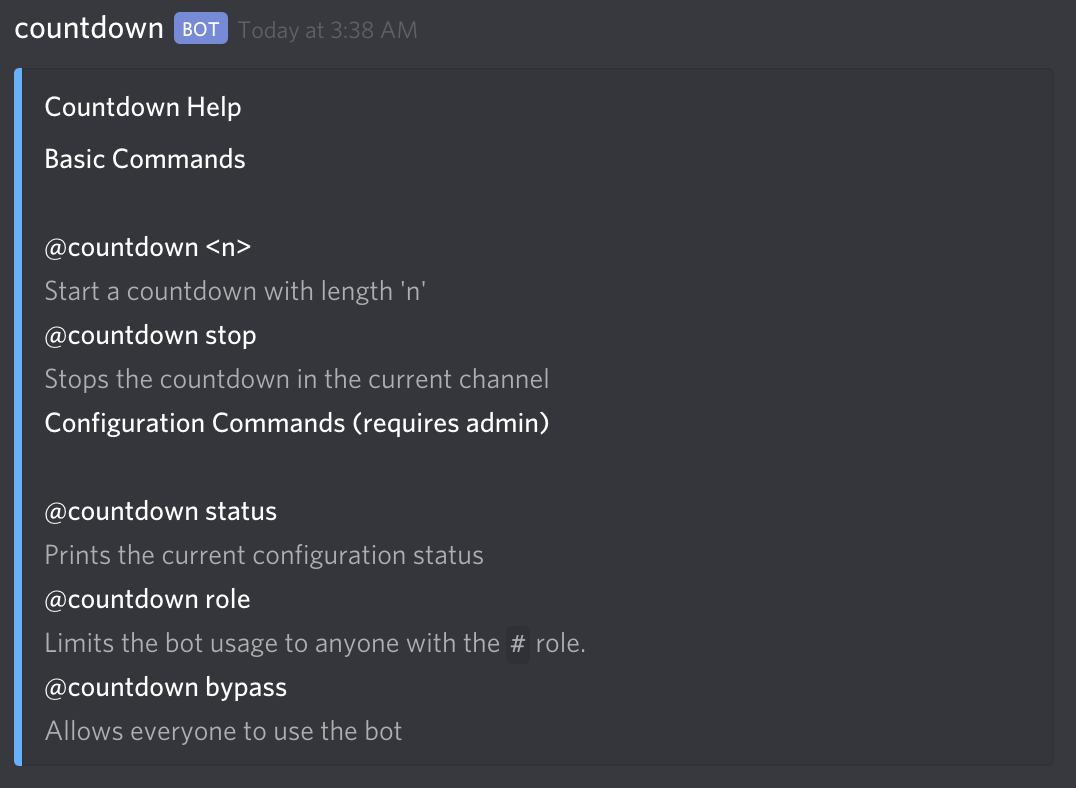 countdown BOT Today at 3:38 AM
Countdown Help
Basic Commands
@countdown <n>
Start a countdown with length 'n'
@countdown stop
Stops the countdown in the current channel
Configuration Commands (requires admin)
@countdown status
Prints the current configuration status
@countdown role
Limits the bot usage to anyone with the # role.
@countdown bypass
Allows everyone to use the bot